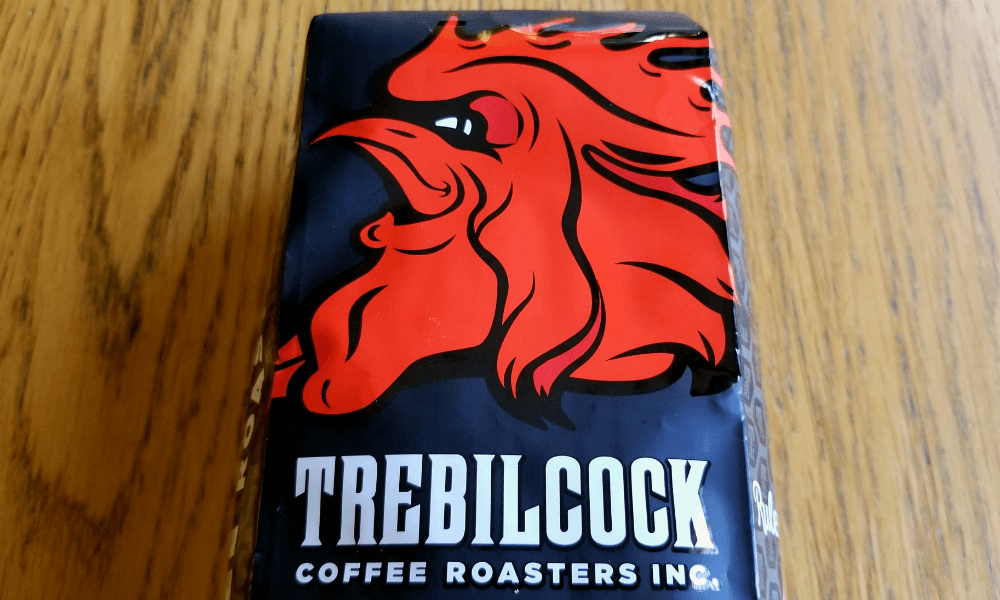 TREBILCOCK
COFFEE ROASTERS INC.